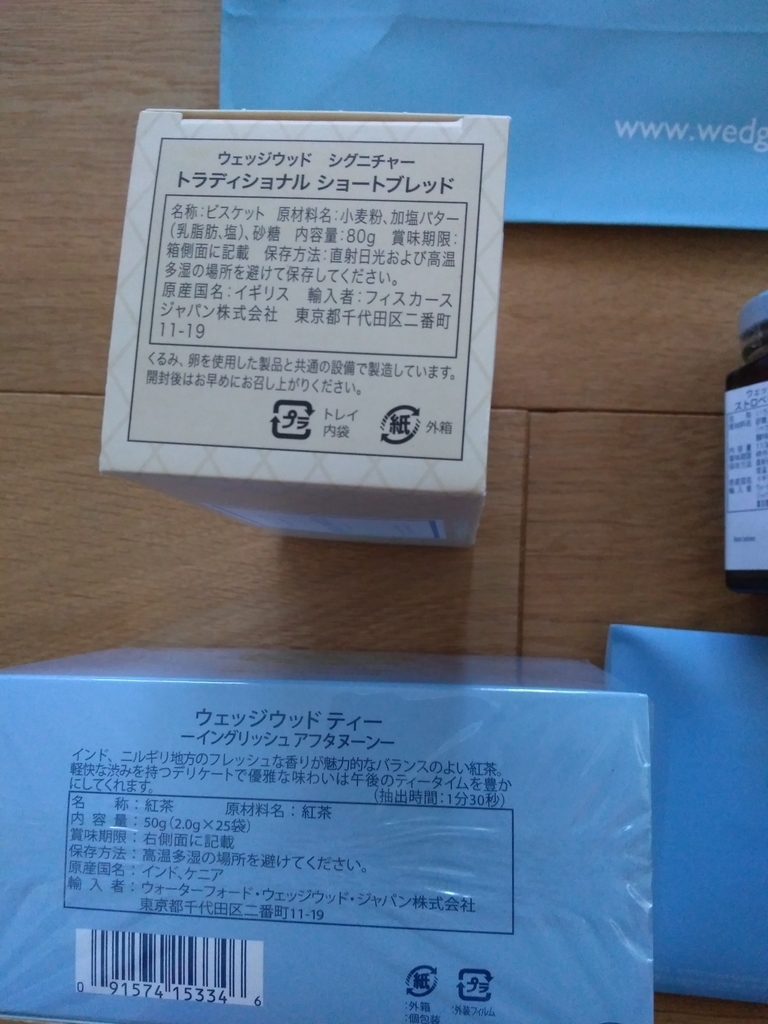 www.wedg
ウェッジウッド シグニチャー
トラディショナル ショートブレッド
名称:ビスケット 原材料名:小麦粉、加塩バター
(乳脂肪、塩)、砂糖 内容量:80g 賞味期限:
箱側面に記載 保存方法:直射日光および高温
多湿の場所を避けて保存してください。
原産国名:イギリス 輸入者:フィスカース
ジャパン株式会社 東京都千代田区二番町
11-19
くるみ、卵を使用した製品と共通の設備で製造しています。
開封後はお早めにお召し上がりください。
プラ トレイ 紙 外箱
内袋
ウェッジウッド ティー
ーイングリッシュ アフタヌーンー
インド、ニルギリ地方のフレッシュな香りが魅力的なバランスのよい紅茶。
軽快な渋みを持つデリケートで優雅な味わいは午後のティータイムを豊か
にしてくれます。 (抽出時間:1分30秒)
名 称:紅茶 原材料名:紅茶
内 容 量:50g(2.0g×25袋)
賞味期限:右側面に記載
保存方法:高温多湿の場所を避けてください。
原産国名:インド、ケニア
輸 入 者:ウォーターフォード・ウェッジウッド・ジャパン株式会社
東京都千代田区二番町11-19
0 91574 15334 6
紙 プラ
:外箱 :外装フィルム
:個包装